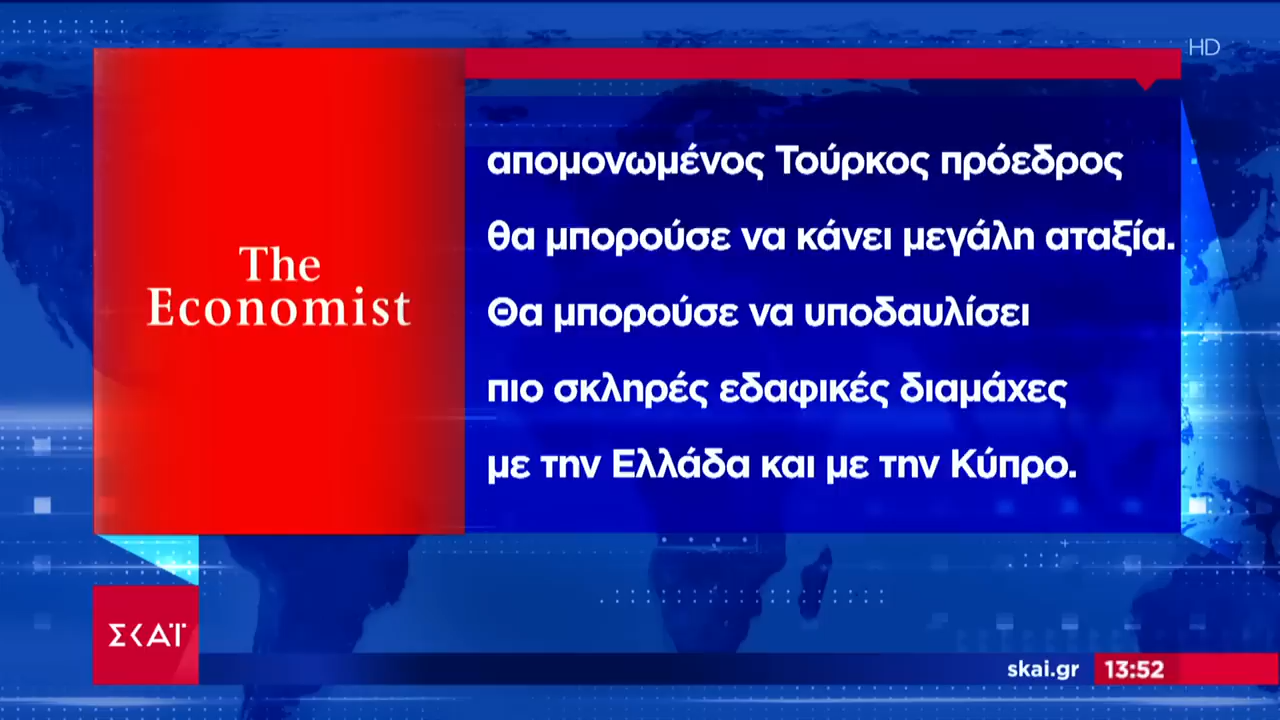 HD
The
Economist
απομονωμένος Τούρκος πρόεδρος
θα μπορούσε να κάνει μεγάλη αταξία.
Θα μπορούσε να υποδαυλίσει
πιο σκληρές εδαφικές διαμάχες
με την Ελλάδα και με την Κύπρο.
ΣΚΑΪ
skai.gr 13:52